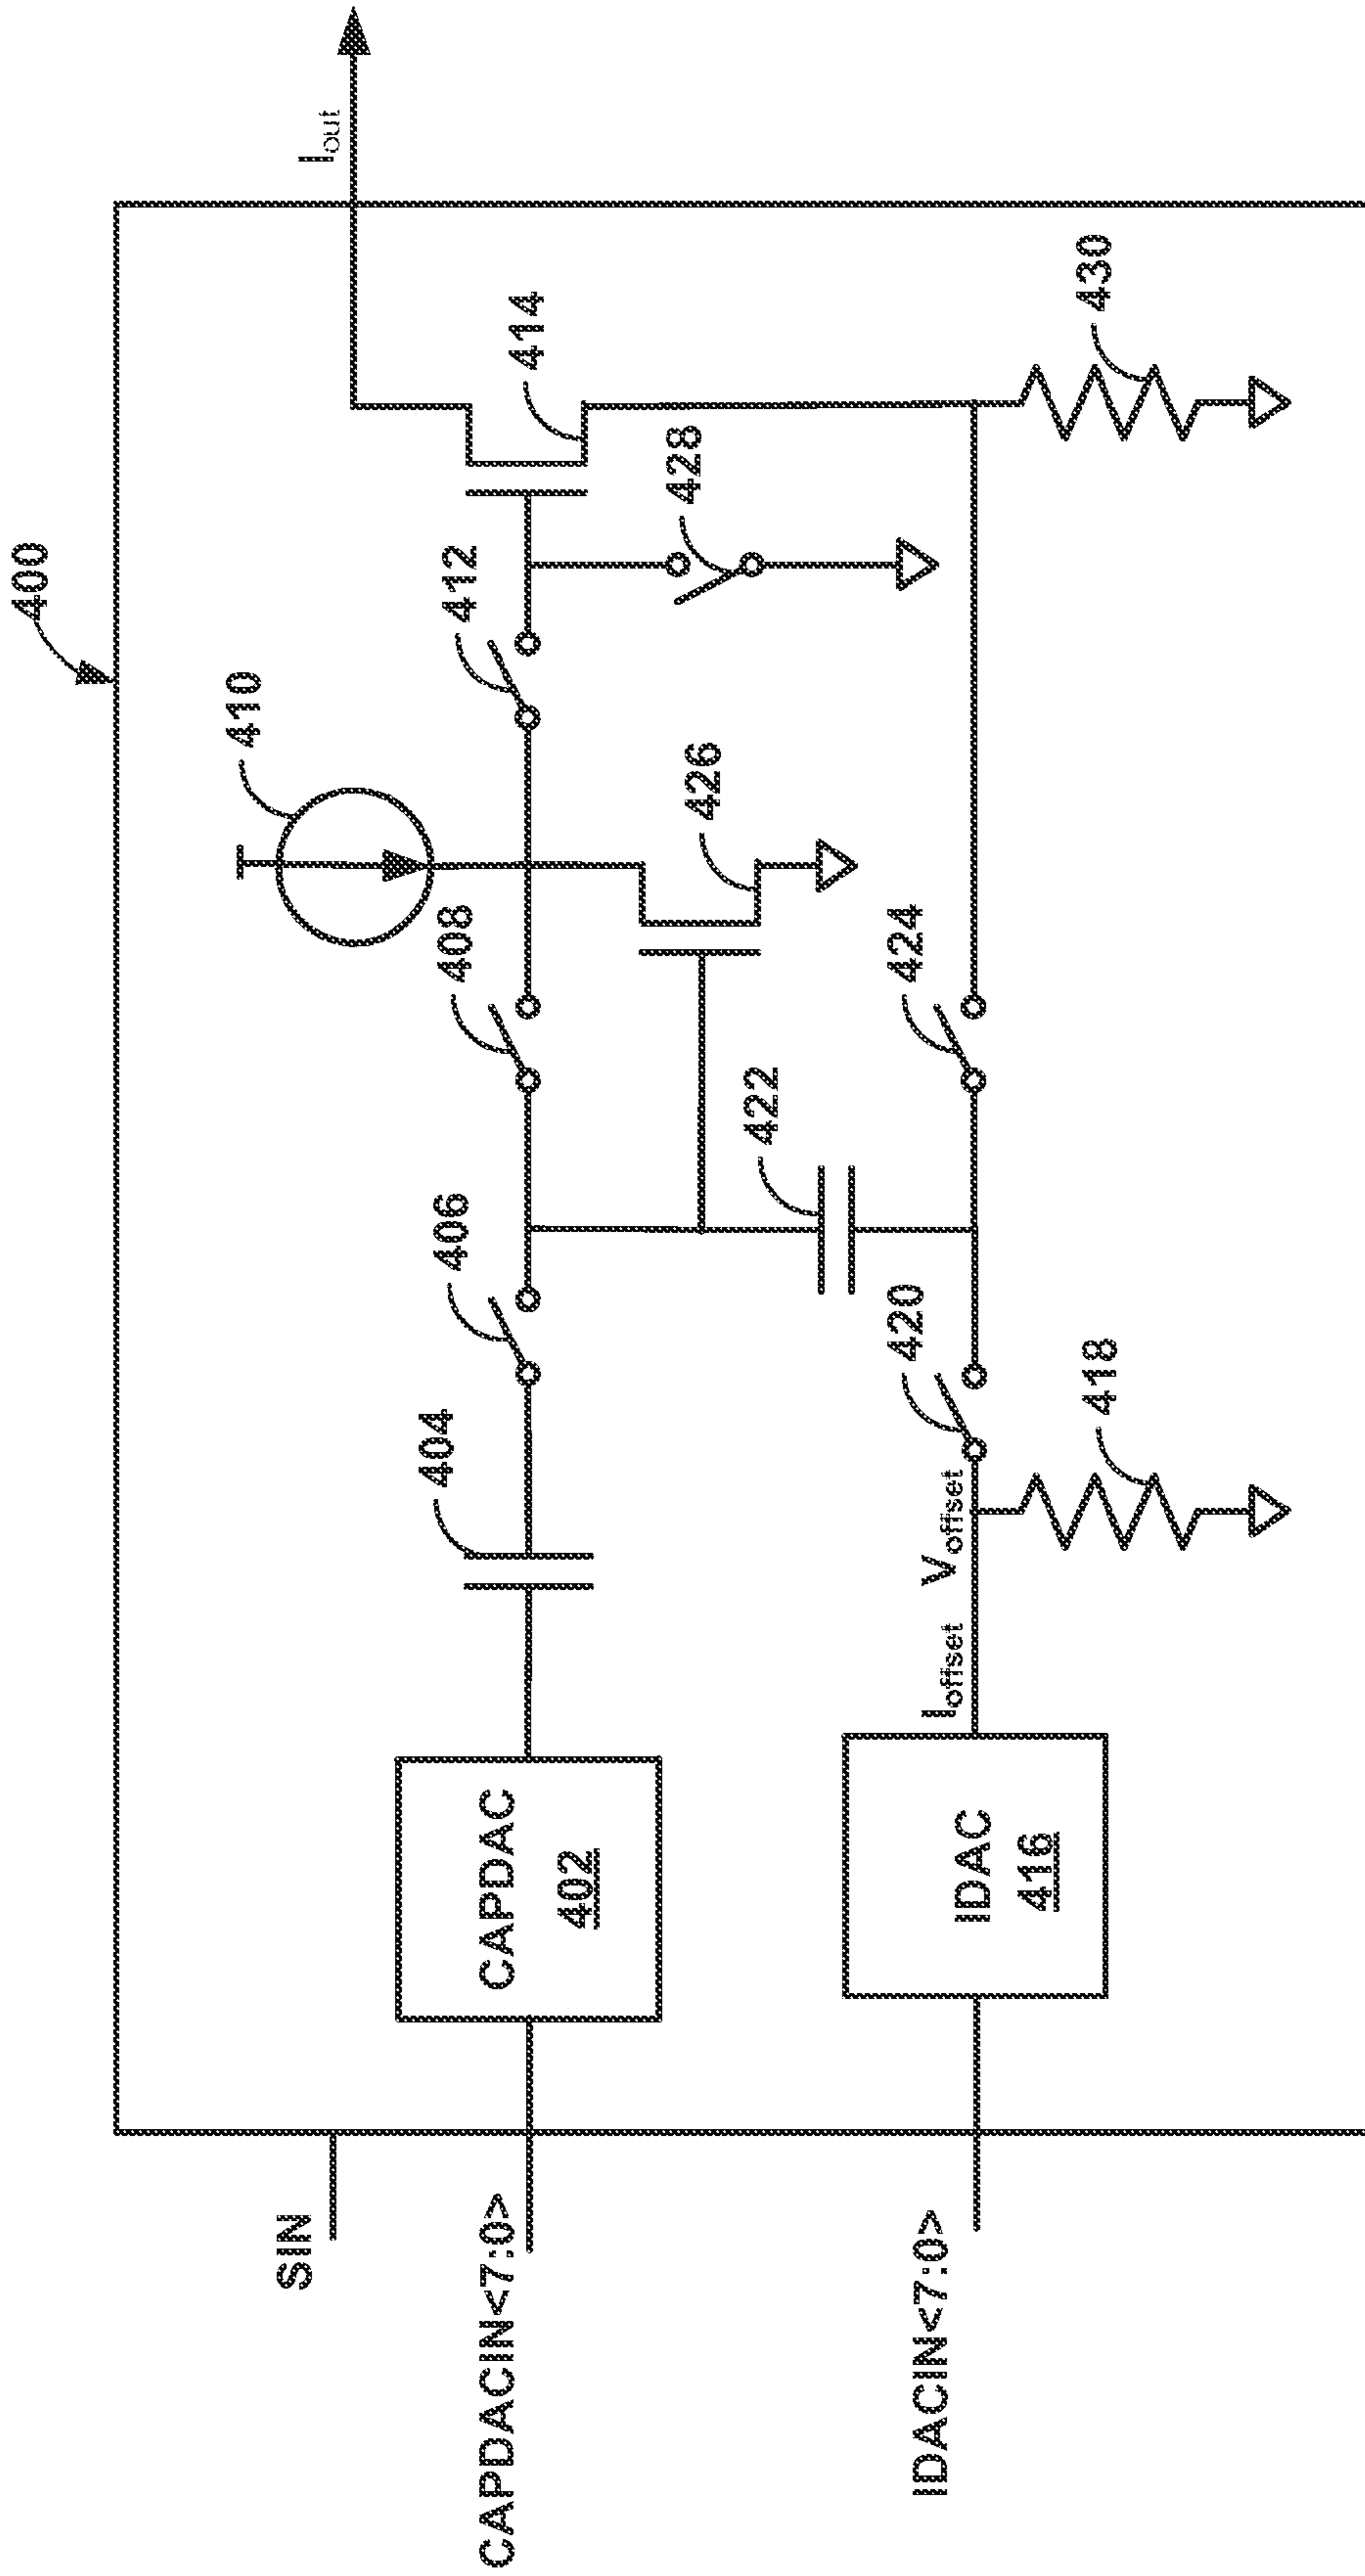 400
I_out
410
412
414
408
428
406
426
404
430
424
422
CAPDAC
402
420
418
I_offset V_offset
IDAC
416
SIN
CAPDACIN<7:0>
IDACIN<7:0>